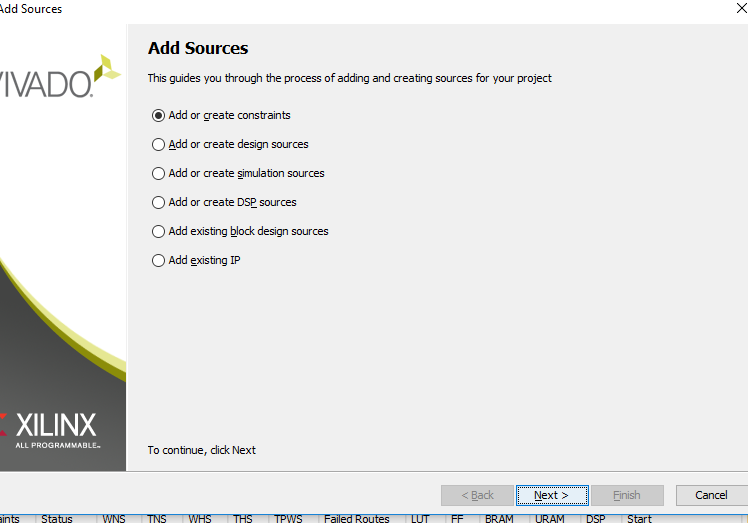 Add Sources
VIVADO.
Add Sources
This guides you through the process of adding and creating sources for your project
Add or create constraints
Add or create design sources
Add or create simulation sources
Add or create DSP sources
Add existing block design sources
Add existing IP
XILINX
ALL PROGRAMMABLE™
To continue, click Next
< Back Next > Finish Cancel
Status WNS TNS WHS THS TPWS Failed Routes LUT FF BRAM URAM DSP Start